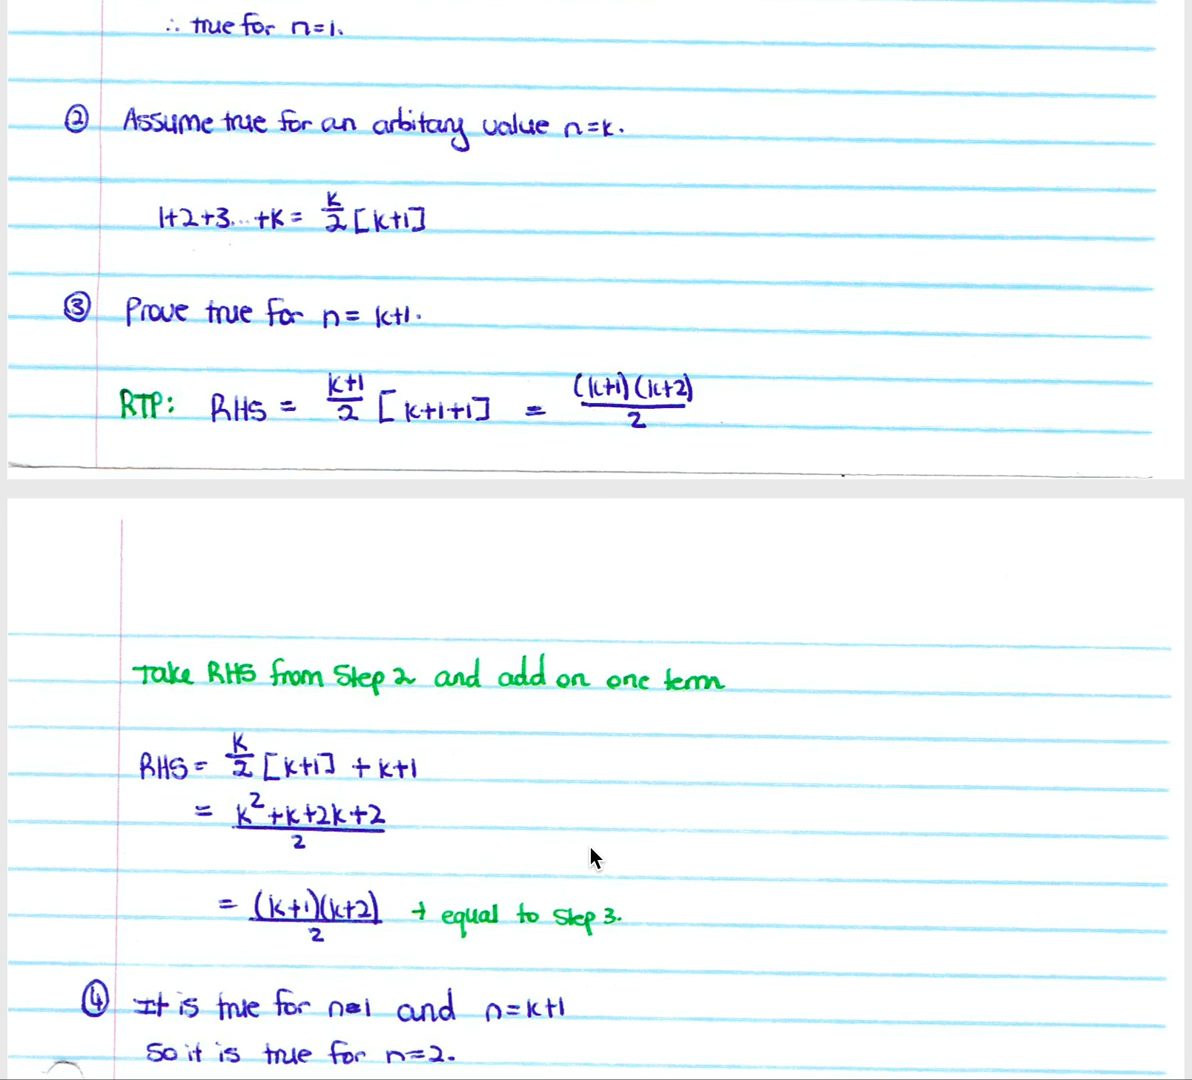 ∴ true for n=1.
② Assume true for an arbitary value n=k.
1+2+3...+k = k/2 [k+1]
③ Prove true for n = k+1.
RTP: RHS = k+1/2 [k+1+1] = (k+1)(k+2)/2
Take RHS from Step 2 and add on one term
RHS = k/2 [k+1] + k+1
= k²+k+2k+2/2
= (k+1)(k+2)/2 → equal to Step 3.
④ It is true for n=1 and n=k+1
So it is true for n=2.